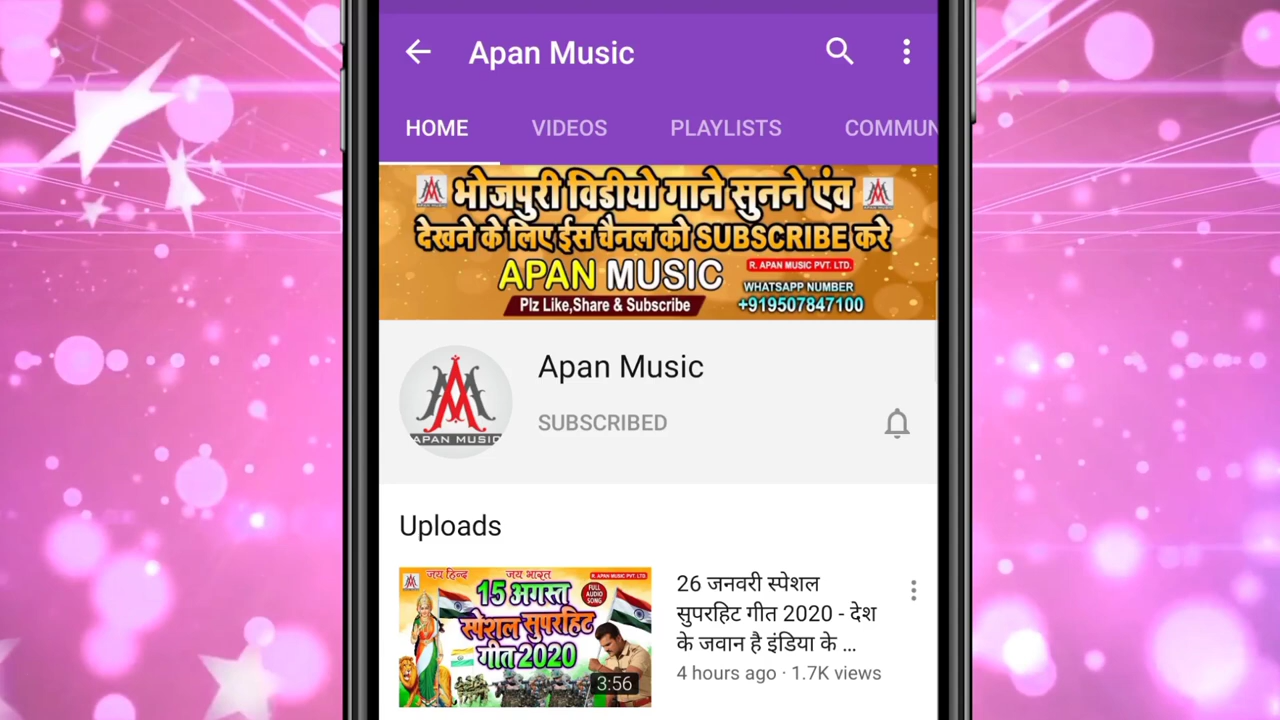 Apan Music
HOME VIDEOS PLAYLISTS COMMUN
भोजपुरी विडीयो गाने सुनने एंव
देखने के लिए ईस चैनल को SUBSCRIBE करे
APAN MUSIC
R. APAN MUSIC PVT. LTD.
WHATSAPP NUMBER
+919507847100
Plz Like,Share & Subscribe
Apan Music
SUBSCRIBED
APAN MUSIC
Uploads
जय हिन्द जय भारत
R. APAN MUSIC PVT. LTD
15 अगस्त
FULL
AUDIO
SONG
स्पेशल सुपरहिट
गीत 2020
3:56
26 जनवरी स्पेशल
सुपरहिट गीत 2020 - देश
के जवान है इंडिया के ...
4 hours ago · 1.7K views